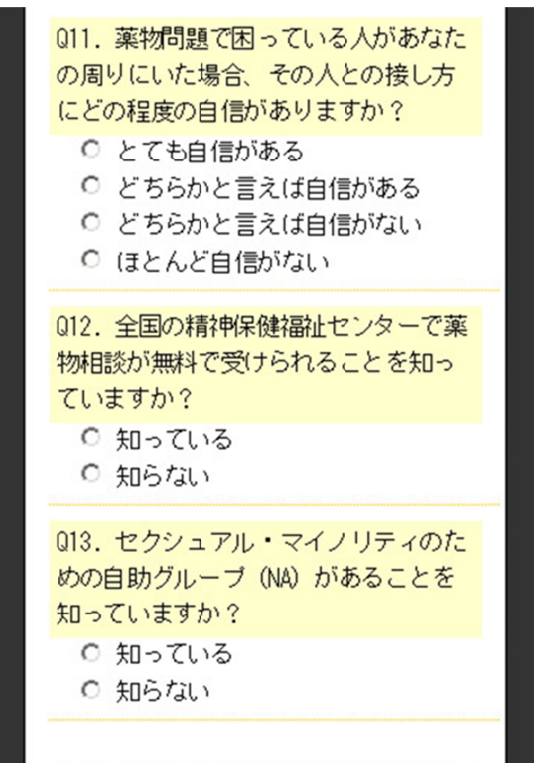 Q11. 薬物問題で困っている人があなた
の周りにいた場合、その人との接し方
にどの程度の自信がありますか？
とても自信がある
どちらかと言えば自信がある
どちらかと言えば自信がない
ほとんど自信がない
Q12. 全国の精神保健福祉センターで薬
物相談が無料で受けられることを知っ
ていますか？
知っている
知らない
Q13. セクシュアル・マイノリティのた
めの自助グループ (NA) があることを
知っていますか？
知っている
知らない